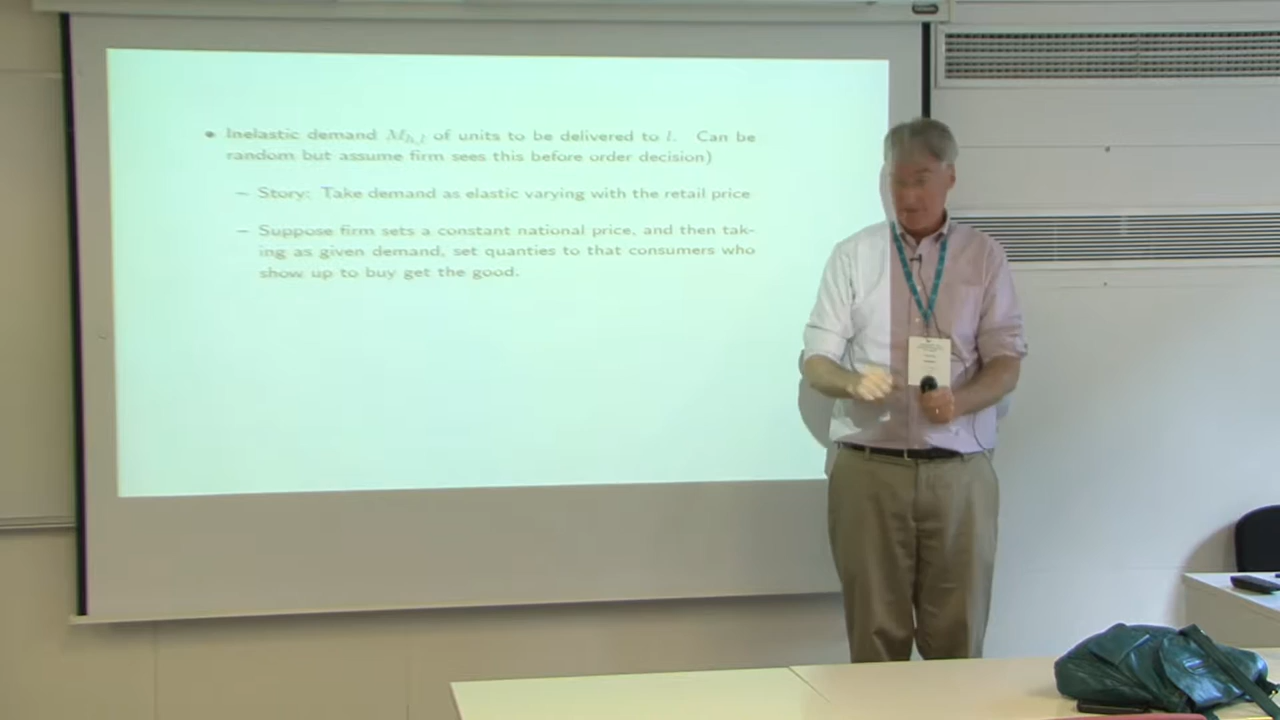 • Inelastic demand M_{h,l} of units to be delivered to l. Can be
random but assume firm sees this before order decision)
– Story: Take demand as elastic varying with the retail price
– Suppose firm sets a constant national price, and then tak-
ing as given demand, set quanties to that consumers who
show up to buy get the good.